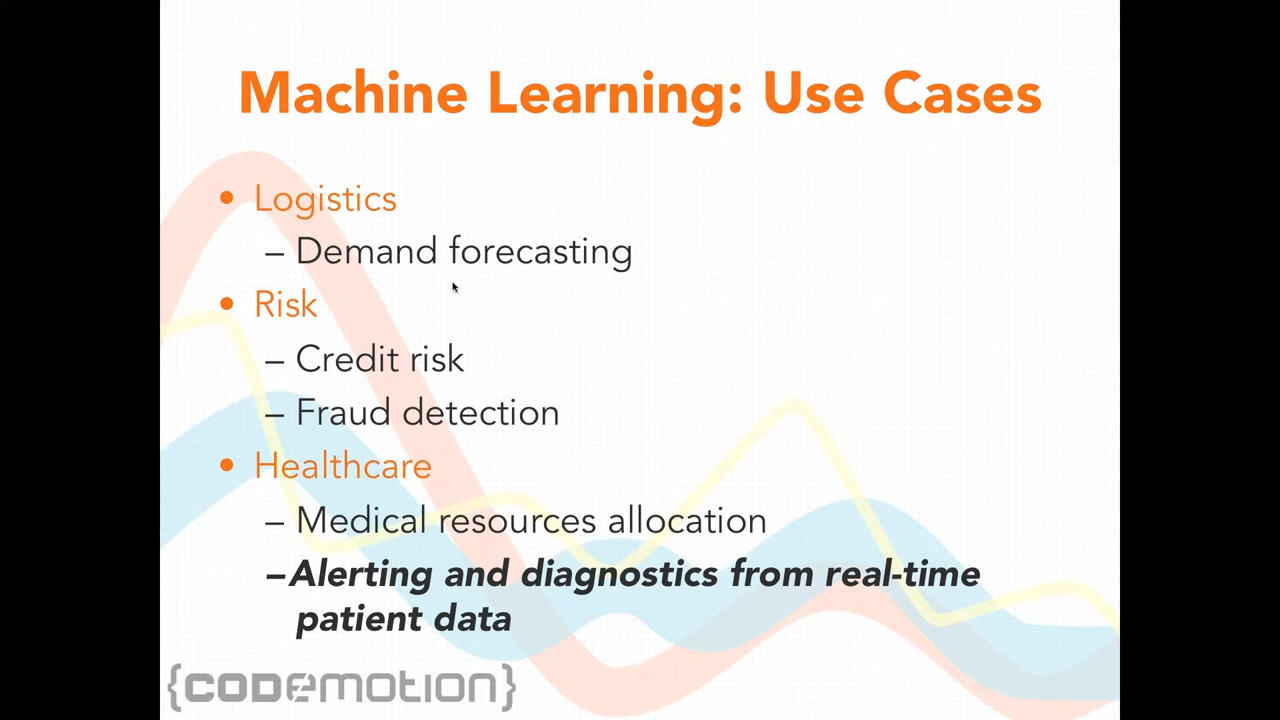 Machine Learning: Use Cases
• Logistics
– Demand forecasting
• Risk
– Credit risk
– Fraud detection
• Healthcare
– Medical resources allocation
–Alerting and diagnostics from real-time
patient data
{CODEMOTION}